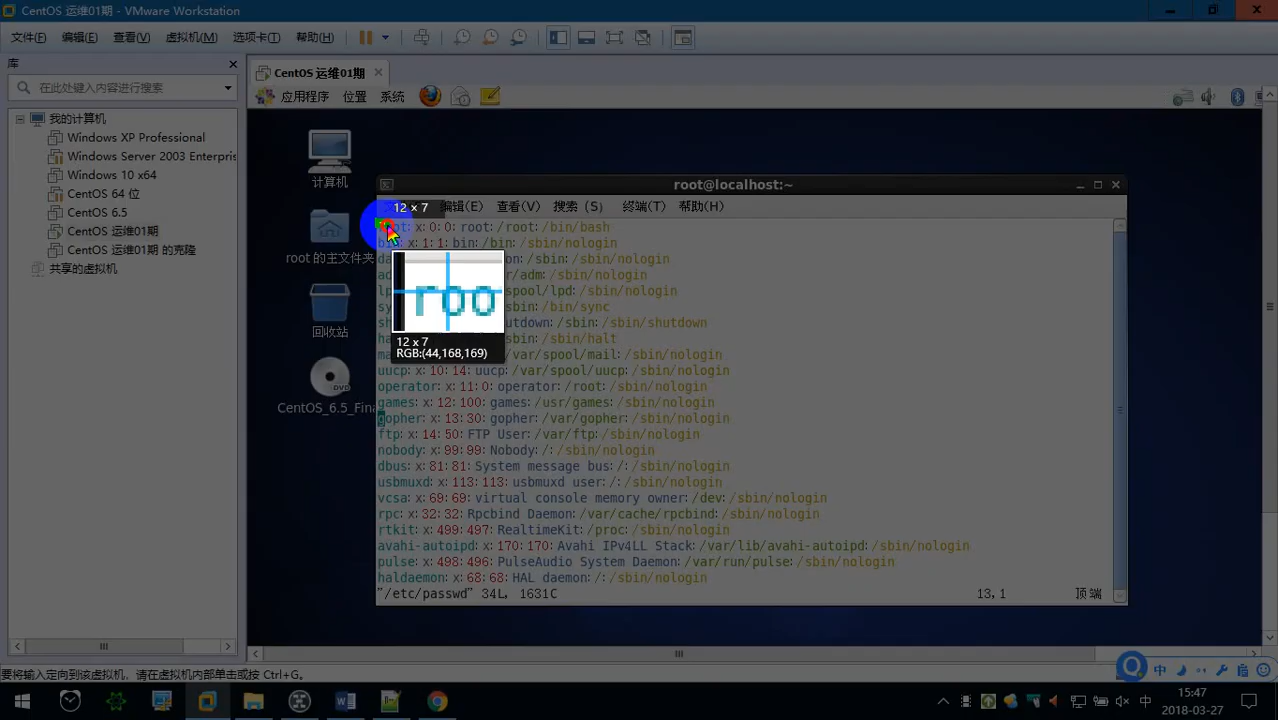 CentOS 运维01期 - VMware Workstation
文件(F) 编辑(E) 查看(V) 虚拟机(M) 选项卡(T) 帮助(H)
库
在此处键入内容进行搜索
我的计算机
Windows XP Professional
Windows Server 2003 Enterpris
Windows 10 x64
CentOS 64 位
CentOS 6.5
CentOS 运维01期
CentOS 运维01期 的克隆
共享的虚拟机
CentOS 运维01期
应用程序 位置 系统
计算机
root 的主文件夹
回收站
DVD
CentOS_6.5_Fina
root@localhost:~
编辑(E) 查看(V) 搜索 (S) 终端(T) 帮助(H)
12 × 7
x:0:0:root:/root:/bin/bash
x:1:1:bin:/bin:/sbin/nologin
sbin:/sbin/nologin
/adm:/sbin/nologin
spool/lpd:/sbin/nologin
sbin:/bin/sync
/sbin/shutdown
/sbin/halt
/var/spool/mail:/sbin/nologin
uucp:x:10:14:uucp:/var/spool/uucp:/sbin/nologin
operator:x:11:0:operator:/root:/sbin/nologin
games:x:12:100:games:/usr/games:/sbin/nologin
gopher:x:13:30:gopher:/var/gopher:/sbin/nologin
ftp:x:14:50:FTP User:/var/ftp:/sbin/nologin
nobody:x:99:99:Nobody:/:/sbin/nologin
dbus:x:81:81:System message bus:/:/sbin/nologin
usbmuxd:x:113:113:usbmuxd user:/:/sbin/nologin
vcsa:x:69:69:virtual console memory owner:/dev:/sbin/nologin
rpc:x:32:32:Rpcbind Daemon:/var/cache/rpcbind:/sbin/nologin
rtkit:x:499:497:RealtimeKit:/proc:/sbin/nologin
avahi-autoipd:x:170:170:Avahi IPv4LL Stack:/var/lib/avahi-autoipd:/sbin/nologin
pulse:x:498:496:PulseAudio System Daemon:/var/run/pulse:/sbin/nologin
haldaemon:x:68:68:HAL daemon:/:/sbin/nologin
"/etc/passwd" 34L, 1631C 13,1 顶端
roo
12 x 7
RGB:(44,168,169)
要将输入定向到该虚拟机，请在虚拟机内部单击或按 Ctrl+G。
中
中
15:47
2018-03-27